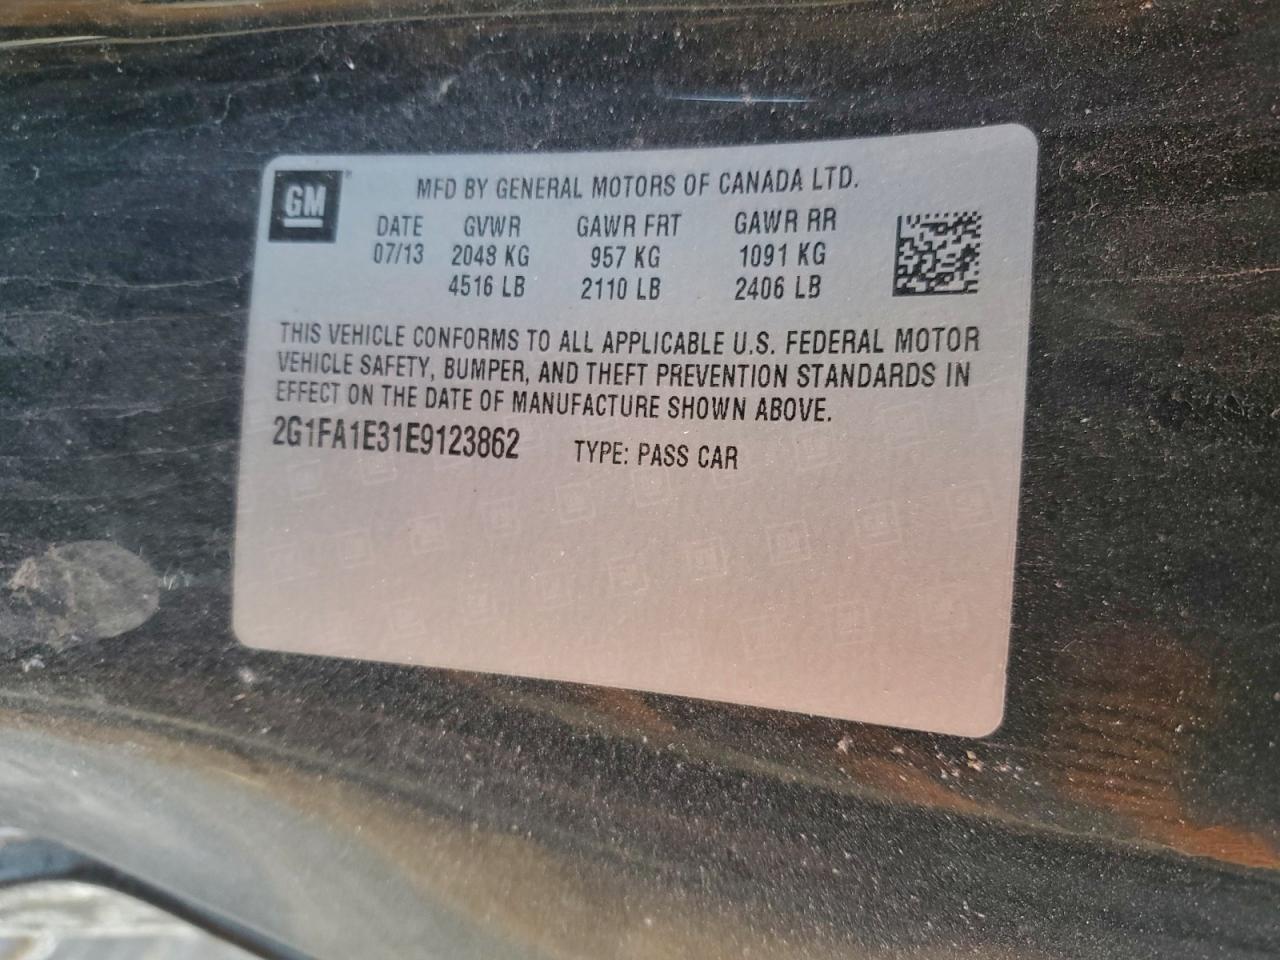 GM
MFD BY GENERAL MOTORS OF CANADA LTD.
DATE GVWR GAWR FRT GAWR RR
07/13 2048 KG 957 KG 1091 KG
4516 LB 2110 LB 2406 LB
THIS VEHICLE CONFORMS TO ALL APPLICABLE U.S. FEDERAL MOTOR
VEHICLE SAFETY, BUMPER, AND THEFT PREVENTION STANDARDS IN
EFFECT ON THE DATE OF MANUFACTURE SHOWN ABOVE.
2G1FA1E31E9123862 TYPE: PASS CAR